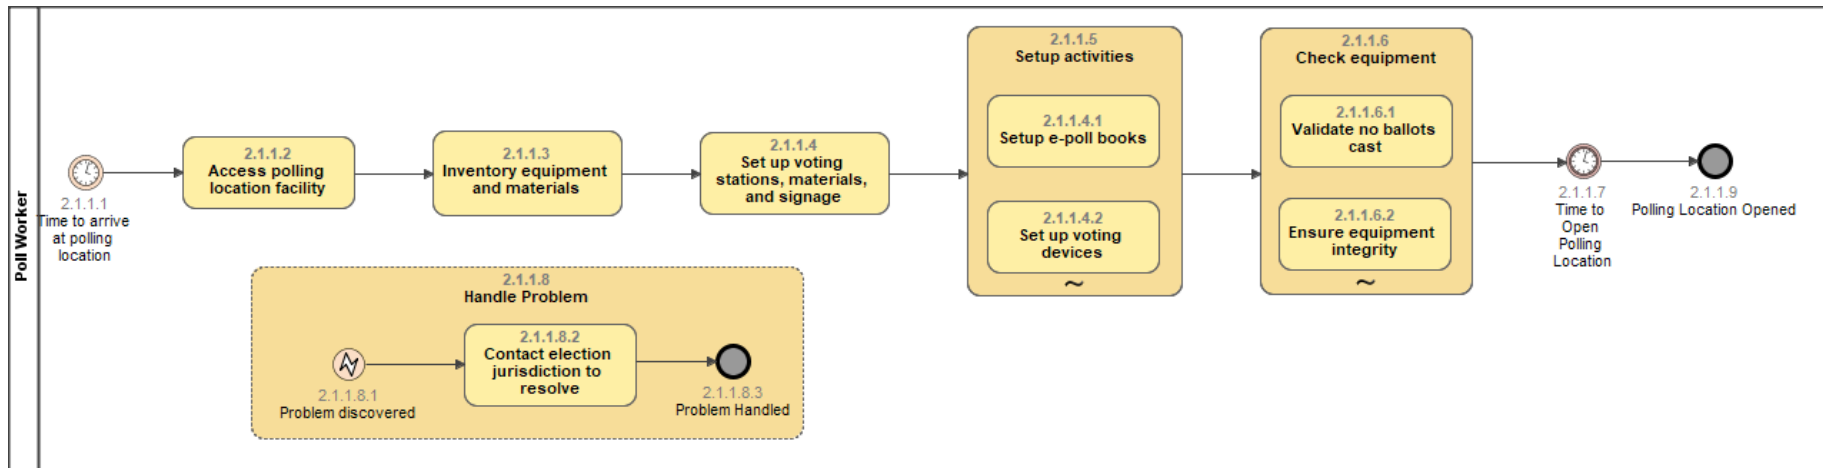 Poll Worker
2.1.1.1
Time to arrive
at polling
location
2.1.1.2
Access polling
location facility
2.1.1.3
Inventory equipment
and materials
2.1.1.4
Set up voting
stations, materials,
and signage
2.1.1.5
Setup activities
2.1.1.4.1
Setup e-poll books
2.1.1.4.2
Set up voting
devices
~
2.1.1.6
Check equipment
2.1.1.6.1
Validate no ballots
cast
2.1.1.6.2
Ensure equipment
integrity
~
2.1.1.7
Time to
Open
Polling
Location
2.1.1.9
Polling Location Opened
2.1.1.8
Handle Problem
2.1.1.8.1
Problem discovered
2.1.1.8.2
Contact election
jurisdiction to
resolve
2.1.1.8.3
Problem Handled